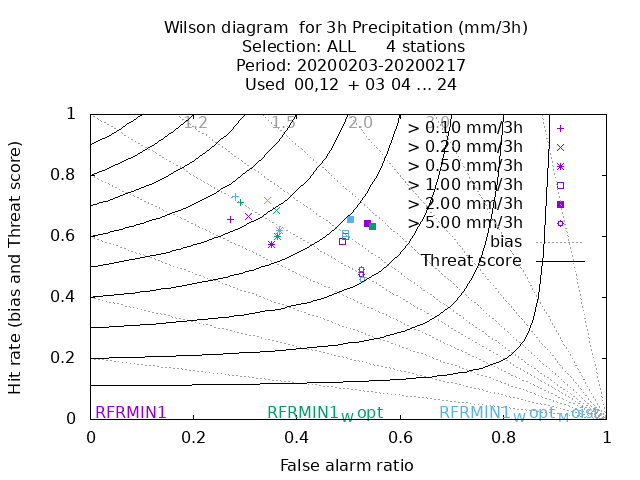 Wilson diagram for 3h Precipitation (mm/3h)
Selection: ALL 4 stations
Period: 20200203-20200217
Used 00,12 + 03 04 ... 24
Hit rate (bias and Threat score)
1
0.8
0.6
0.4
0.2
0
1.2 1.5 2.0
> 0.10 mm/3h
> 0.20 mm/3h
> 0.50 mm/3h
> 1.00 mm/3h
> 2.00 mm/3h
> 5.00 mm/3h
bias
Threat score
RFRMIN1 RFRMIN1W opt RFRMIN1W opt M
0 0.2 0.4 0.6 0.8 1
False alarm ratio